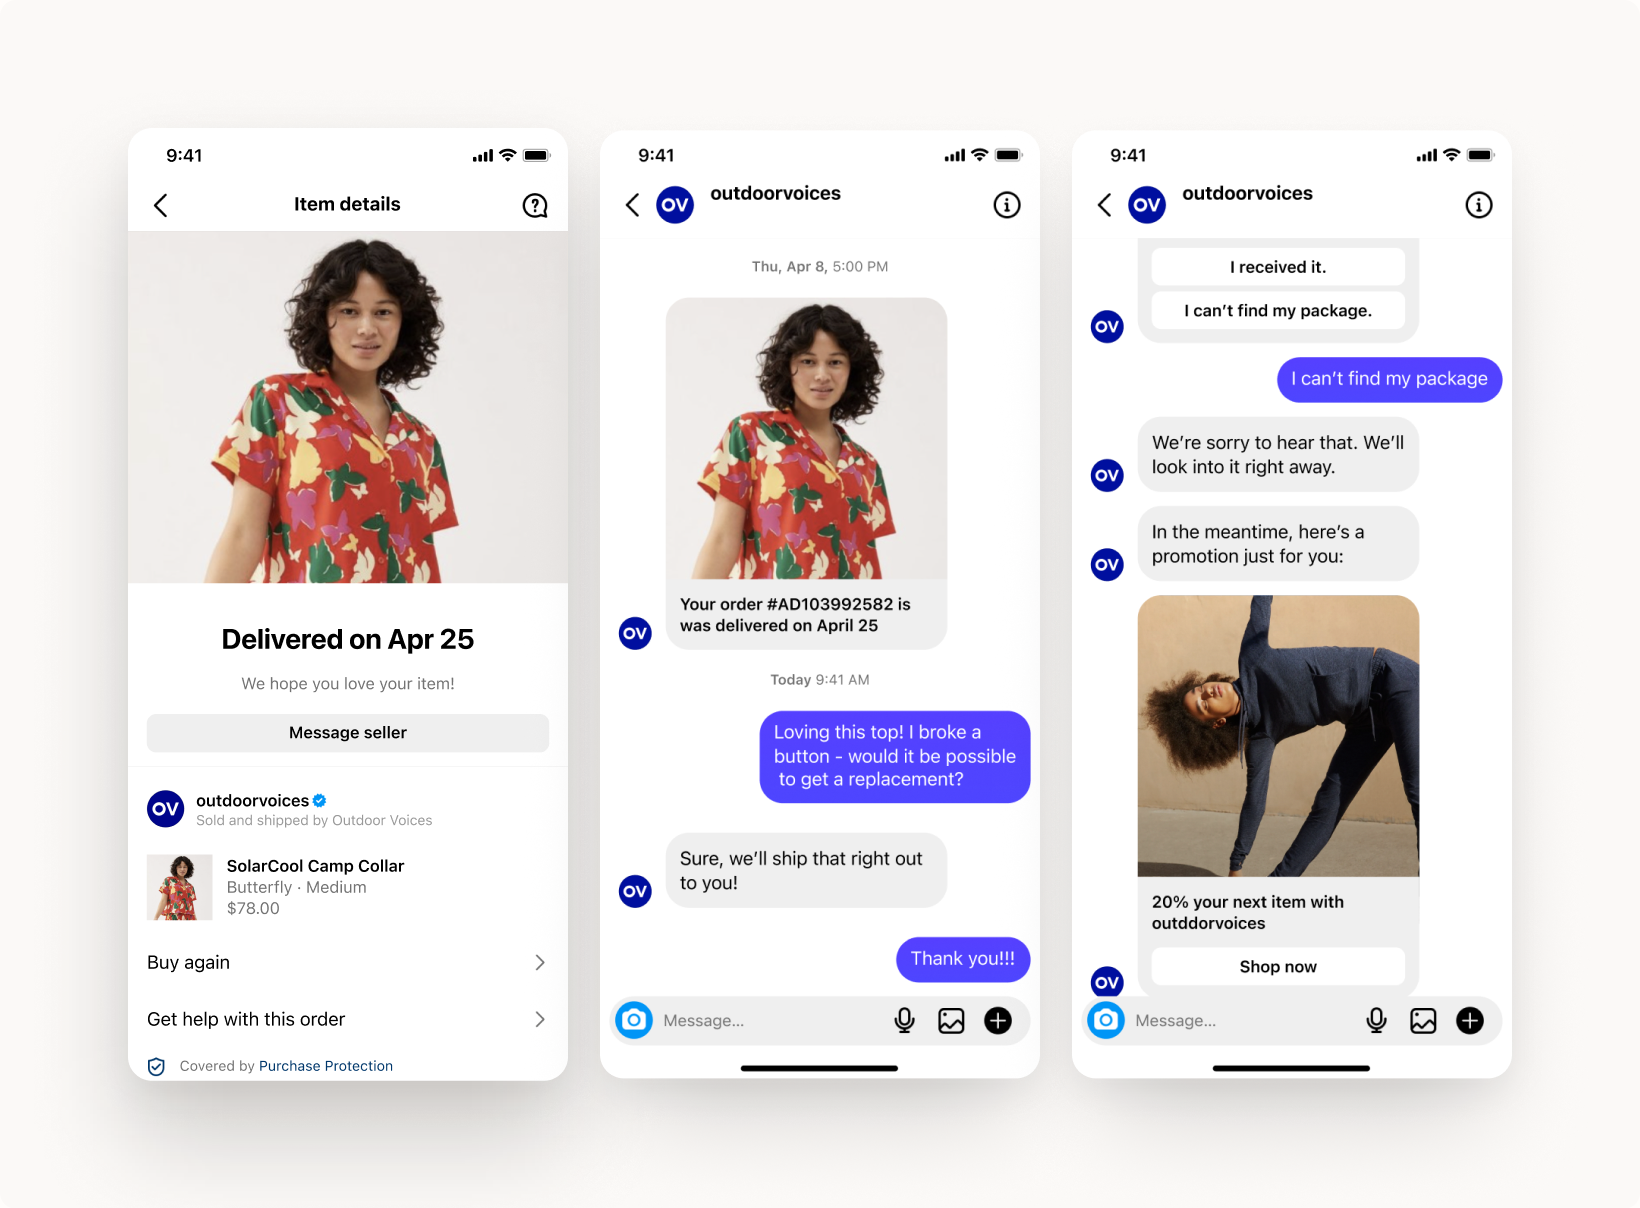 9:41
Item details
Delivered on Apr 25
We hope you love your item!
Message seller
OV
outdoorvoices
Sold and shipped by Outdoor Voices
SolarCool Camp Collar
Butterfly · Medium
$78.00
Buy again
Get help with this order
Covered by Purchase Protection
9:41
OV
outdoorvoices
Thu, Apr 8, 5:00 PM
Your order #AD103992582 is
was delivered on April 25
OV
Today 9:41 AM
Loving this top! I broke a
button - would it be possible
to get a replacement?
Sure, we’ll ship that right out
to you!
OV
Thank you!!!
Message...
9:41
OV
outdoorvoices
I received it.
I can’t find my package.
OV
I can’t find my package
We’re sorry to hear that. We’ll
look into it right away.
OV
In the meantime, here’s a
promotion just for you:
OV
20% your next item with
outddorvoices
Shop now
OV
Message...